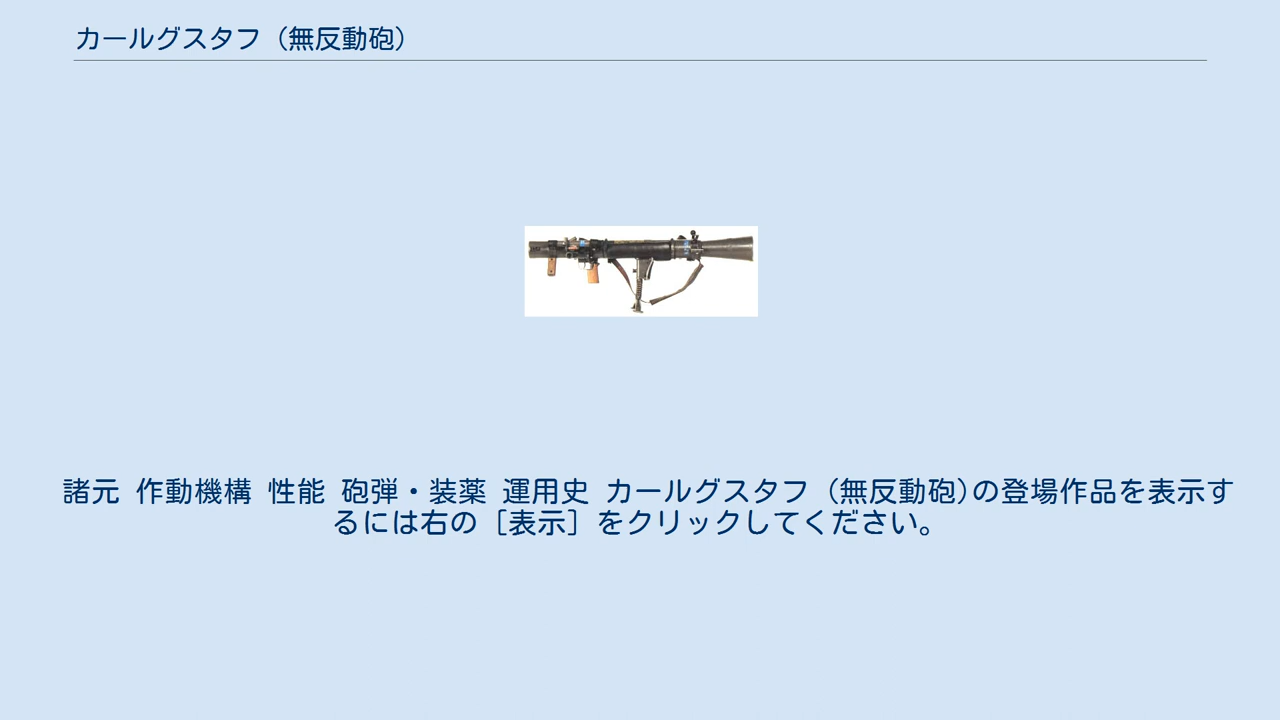 カールグスタフ (無反動砲)
諸元 作動機構 性能 砲弾・装薬 運用史 カールグスタフ (無反動砲)の登場作品を表示す
るには右の［表示］をクリックしてください。